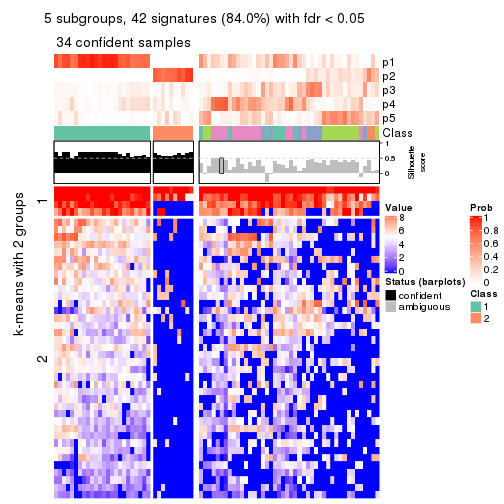 5 subgroups, 42 signatures (84.0%) with fdr < 0.05
34 confident samples
p1
p2
p3
p4
p5
Class
1
0.5
0
Silhouette
score
k-means with 2 groups
1
2
Value
8
6
4
2
0
Prob
1
0.8
0.6
0.4
0.2
0
Status (barplots)
confident
ambiguous
Class
1
2